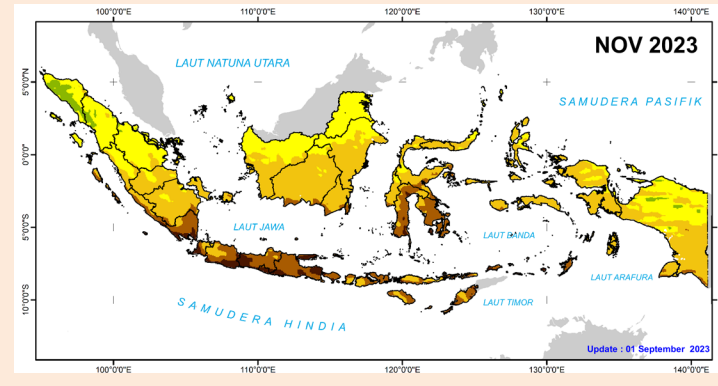 100°0'0"E 110°0'0"E 120°0'0"E 130°0'0"E 140°0'0"E
NOV 2023
LAUT NATUNA UTARA
5°0'0"N
SAMUDERA PASIFIK
0°0'0"
5°0'0"S
LAUT JAWA
LAUT BANDA
LAUT ARAFURA
10°0'0"S
SAMUDERA HINDIA
LAUT TIMOR
Update : 01 September 2023
100°0'0"E 110°0'0"E 120°0'0"E 130°0'0"E 140°0'0"E